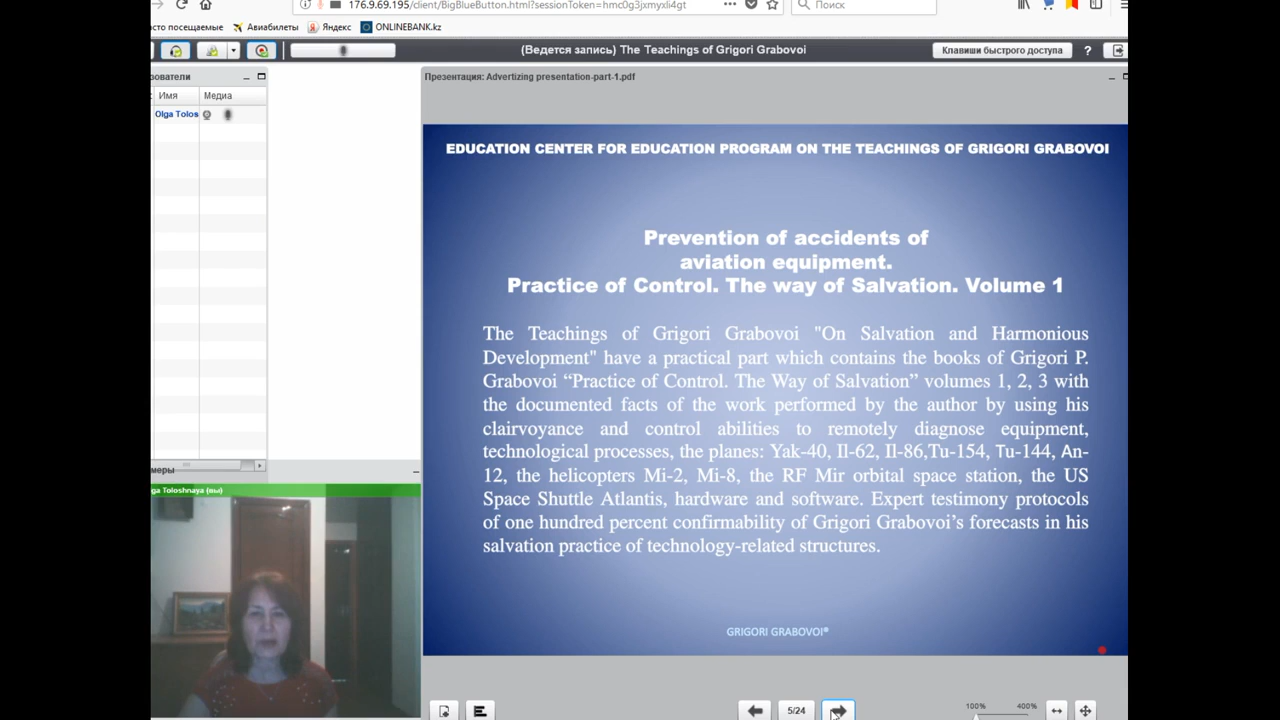 176.9.69.195/client/BigBlueButton.html?sessionToken=hmc0g3jxmyxli4gt
Поиск
сто посещаемые
Авиабилеты
Яндекс
ONLINEBANK.kz
(Ведется запись) The Teachings of Grigori Grabovoi
Клавиши быстрого доступа
?
Презентация: Advertizing presentation-part-1.pdf
Имя
Медиа
Olga Tolos
EDUCATION CENTER FOR EDUCATION PROGRAM ON THE TEACHINGS OF GRIGORI GRABOVOI
Prevention of accidents of
aviation equipment.
Practice of Control. The way of Salvation. Volume 1
The Teachings of Grigori Grabovoi "On Salvation and Harmonious
Development" have a practical part which contains the books of Grigori P.
Grabovoi “Practice of Control. The Way of Salvation” volumes 1, 2, 3 with
the documented facts of the work performed by the author by using his
clairvoyance and control abilities to remotely diagnose equipment,
technological processes, the planes: Yak-40, Il-62, Il-86,Tu-154, Tu-144, An-
12, the helicopters Mi-2, Mi-8, the RF Mir orbital space station, the US
Space Shuttle Atlantis, hardware and software. Expert testimony protocols
of one hundred percent confirmability of Grigori Grabovoi’s forecasts in his
salvation practice of technology-related structures.
GRIGORI GRABOVOI®
ga Toloshnaya (вы)
5/24
100%
400%